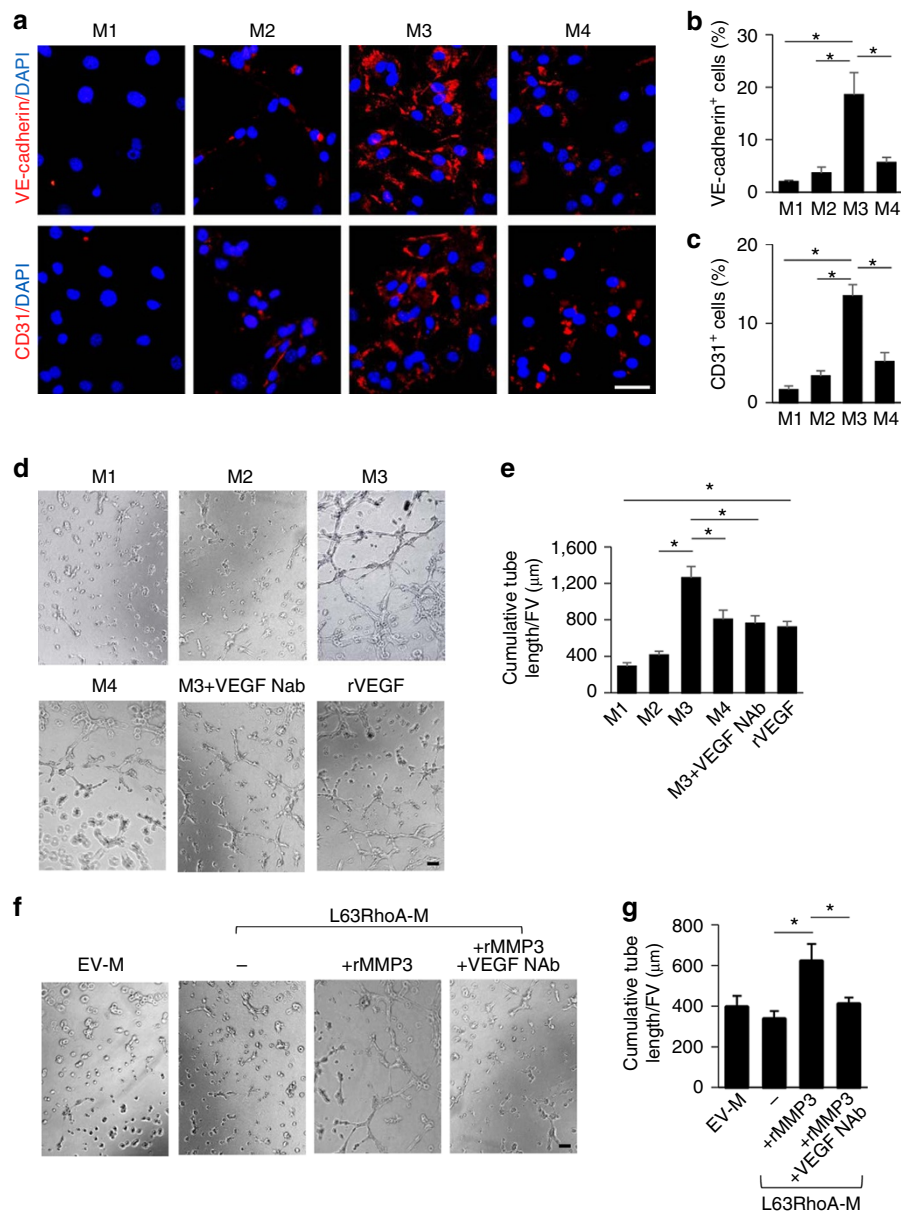 a
M1 M2 M3 M4
VE-cadherin/DAPI
CD31/DAPI
b
VE-cadherin⁺ cells (%)
30
20
10
0
* * *
M1 M2 M3 M4
c
CD31⁺ cells (%)
20
10
0
* * *
M1 M2 M3 M4
d
M1 M2 M3
M4 M3+VEGF Nab rVEGF
e
Cumulative tube
length/FV (μm)
1,600
1,200
800
400
0
*
*
* *
M1 M2 M3 M4 M3+VEGF NAb rVEGF
f
L63RhoA-M
EV-M – +rMMP3 +rMMP3
+VEGF NAb
g
Cumulative tube
length/FV (μm)
800
600
400
200
0
* *
EV-M – +rMMP3 +rMMP3
+VEGF NAb
L63RhoA-M